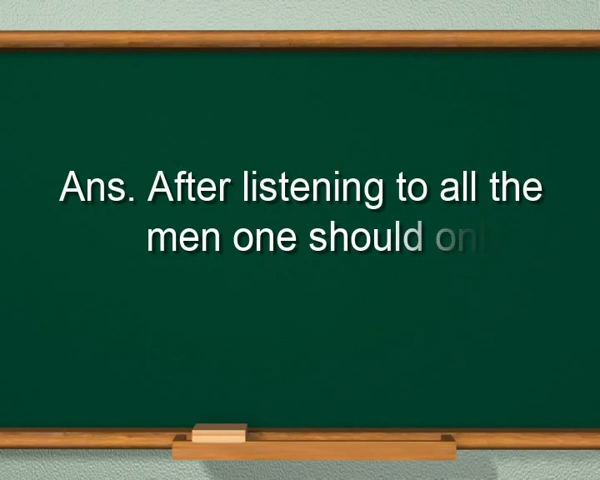 Ans. After listening to all the
men one should